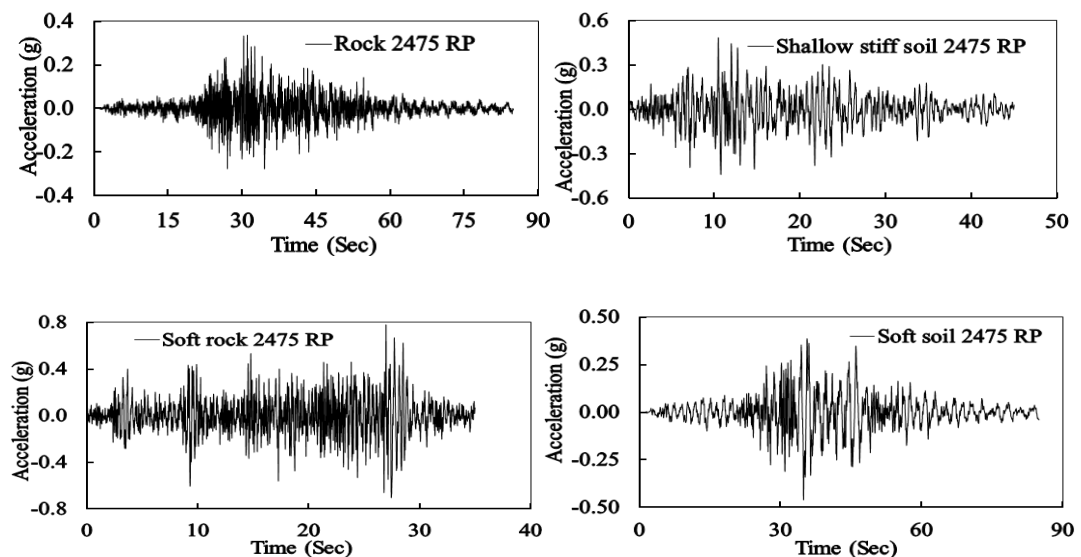 Rock 2475 RP
Acceleration (g)
0.4
0.2
0.0
-0.2
-0.4
0 15 30 45 60 75 90
Time (Sec)
Shallow stiff soil 2475 RP
Acceleration (g)
0.6
0.3
0.0
-0.3
-0.6
0 10 20 30 40 50
Time (Sec)
Soft rock 2475 RP
Acceleration (g)
0.8
0.4
0.0
-0.4
-0.8
0 10 20 30 40
Time (Sec)
Soft soil 2475 RP
Acceleration (g)
0.50
0.25
0.00
-0.25
-0.50
0 30 60 90
Time (Sec)